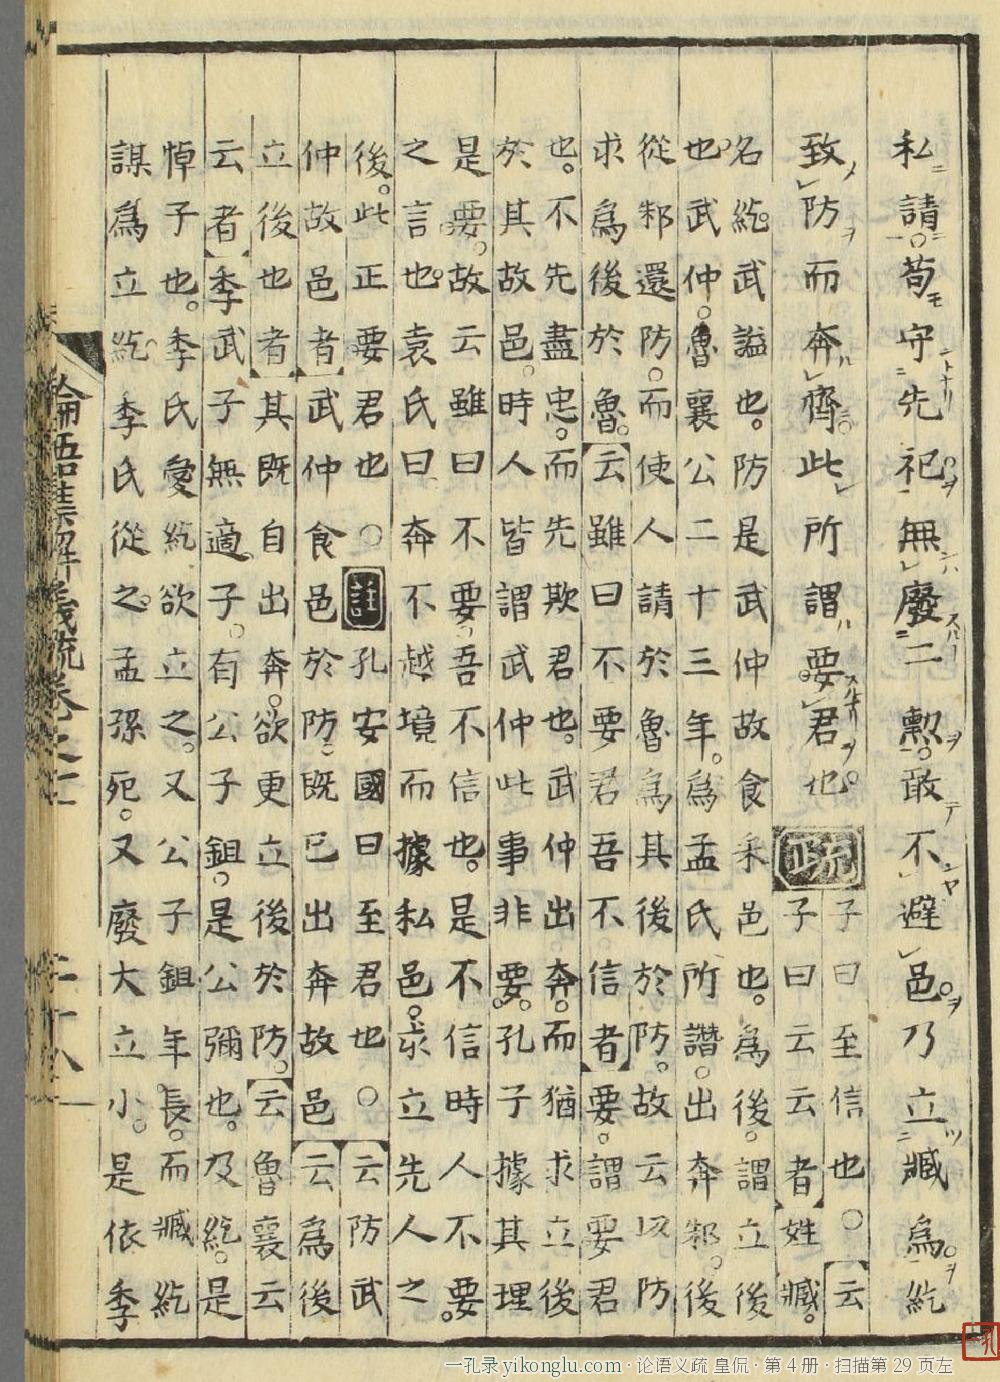 私請苟守先祀無廢二勲敢不避邑乃立臧為紇
致防而奔齊此所謂要君也疏
子曰至信也○云
子曰云云者姓臧
名紇武謚也防是武仲故食采邑也為後謂立後
也武仲魯襄公二十三年為孟氏所譖出奔邾後
從邾還防而使人請於魯為其後於防故云以防
求為後於魯云雖曰不要君吾不信者要謂要君
也不先盡忠而先欺君也武仲出奔而猶求立後
於其故邑時人皆謂武仲此事非要孔子據其理
是要故云雖曰不要吾不信也是不信時人不要
之言也袁氏曰奔不越境而據私邑求立先人之
後此正要君也○註孔安國曰至君也○云防武
仲故邑者武仲食邑於防既已出奔故邑云為後
立後也者其既自出奔欲更立後於防云魯襄云
云者季武子無適子有公子鉏是公彌也及紇是
悼子也季氏愛紇欲立之又公子鉏年長而臧紇
謀為立紇季氏從之孟孫死又廢大立小是依季
論語集解義疏卷之七
二十八
一孔录 yikonglu.com · 论语义疏 皇侃 · 第 4 册 · 扫描第 29 页左